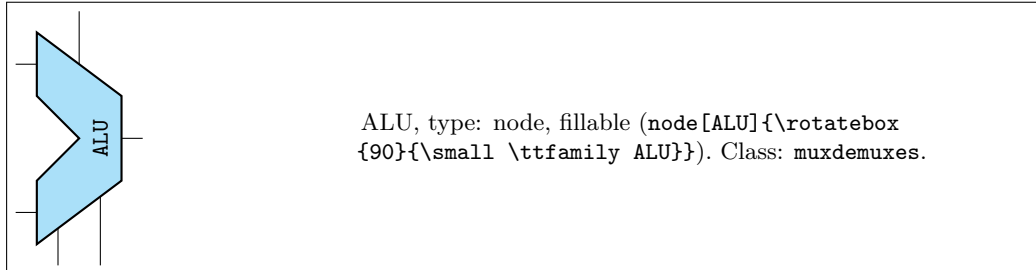 ALU
ALU, type: node, fillable (node[ALU]{\rotatebox
{90}{\small \ttfamily ALU}}). Class: muxdemuxes.